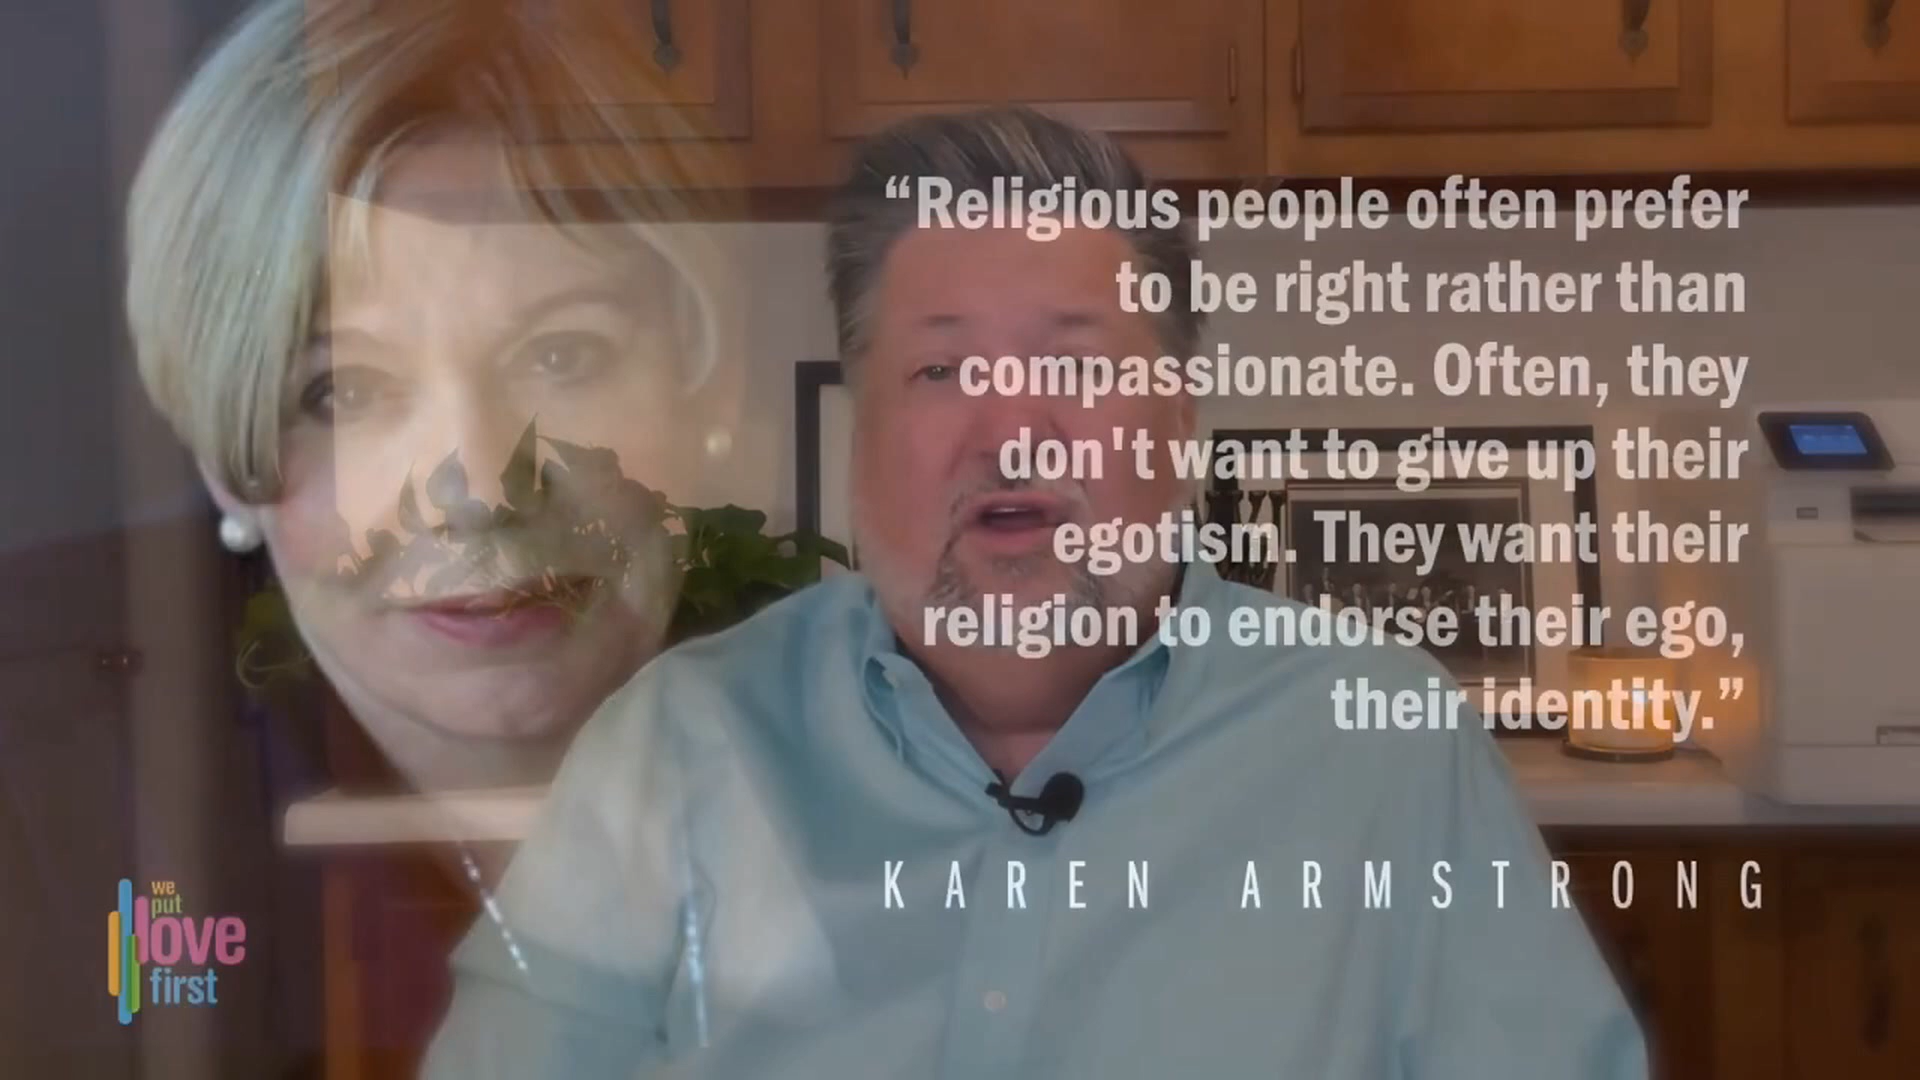 “Religious people often prefer
to be right rather than
compassionate. Often, they
don't want to give up their
egotism. They want their
religion to endorse their ego,
their identity.”
KAREN ARMSTRONG
we
put
love
first